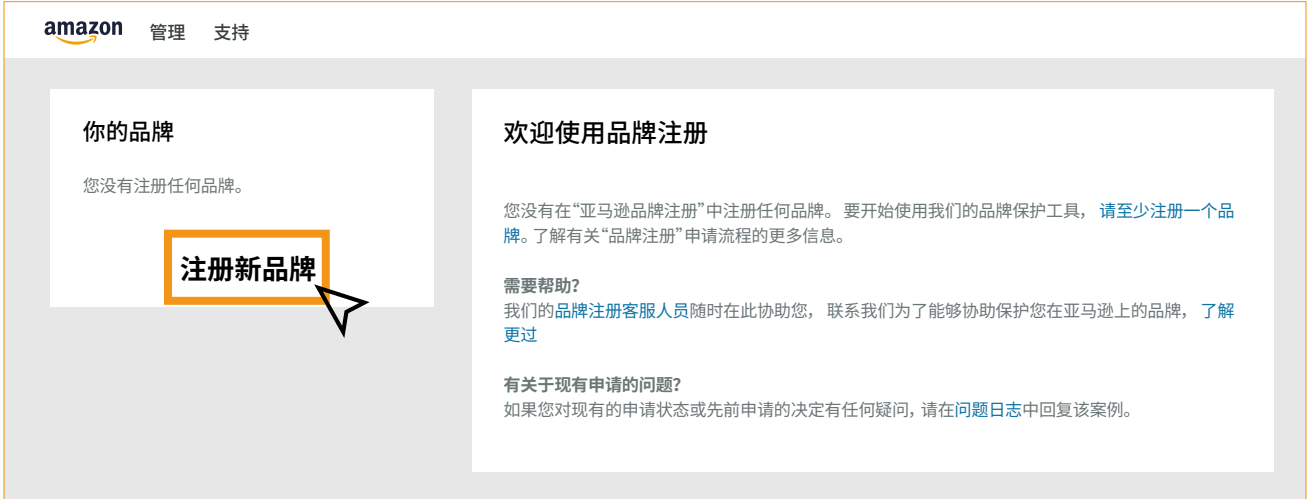 amazon 管理 支持
你的品牌
您没有注册任何品牌。
注册新品牌
欢迎使用品牌注册
您没有在“亚马逊品牌注册”中注册任何品牌。要开始使用我们的品牌保护工具，请至少注册一个品
牌。了解有关“品牌注册”申请流程的更多信息。
需要帮助?
我们的品牌注册客服人员随时在此协助您，联系我们为了能够协助保护您在亚马逊上的品牌，了解
更过
有关于现有申请的问题?
如果您对现有的申请状态或先前申请的决定有任何疑问，请在问题日志中回复该案例。